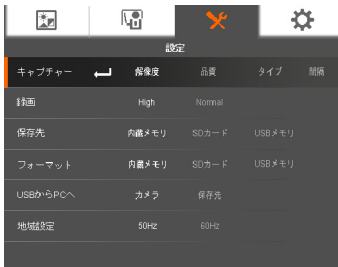 設定
キャプチャー 解像度 品質 タイプ 間隔
録画 High Normal
保存先 内蔵メモリ SDカード USBメモリ
フォーマット 内蔵メモリ SDカード USBメモリ
USBからPCへ カメラ 保存先
地域設定 50Hz 60Hz